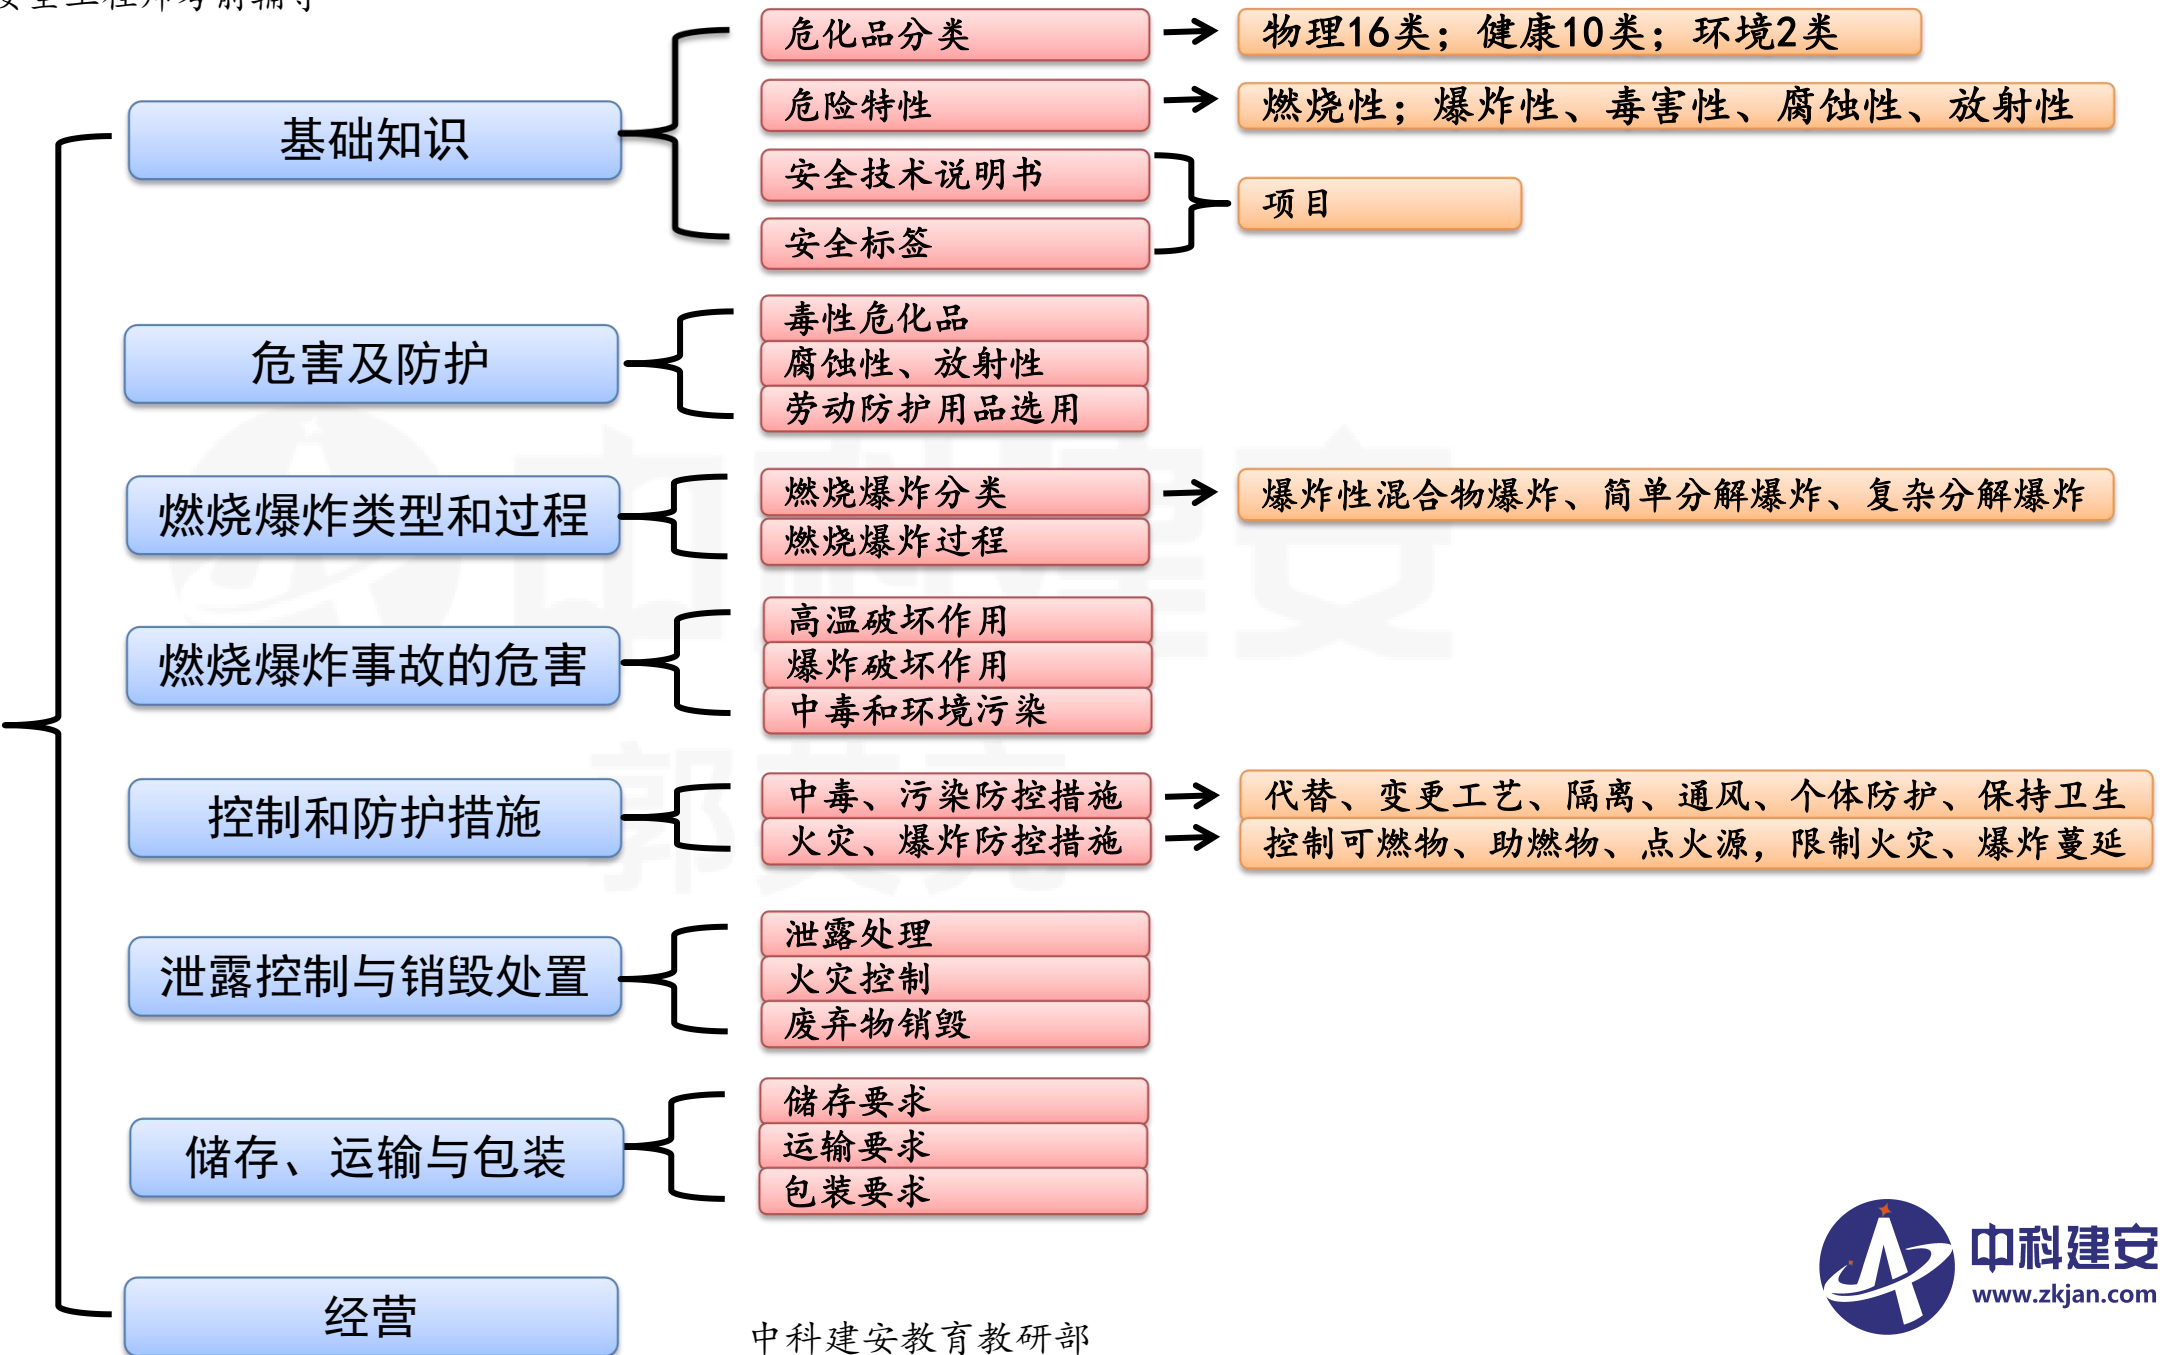 安全工程师考前辅导
基础知识
危化品分类
物理16类；健康10类；环境2类
危险特性
燃烧性；爆炸性、毒害性、腐蚀性、放射性
安全技术说明书
安全标签
项目
危害及防护
毒性危化品
腐蚀性、放射性
劳动防护用品选用
燃烧爆炸类型和过程
燃烧爆炸分类
爆炸性混合物爆炸、简单分解爆炸、复杂分解爆炸
燃烧爆炸过程
燃烧爆炸事故的危害
高温破坏作用
爆炸破坏作用
中毒和环境污染
控制和防护措施
中毒、污染防控措施
代替、变更工艺、隔离、通风、个体防护、保持卫生
火灾、爆炸防控措施
控制可燃物、助燃物、点火源，限制火灾、爆炸蔓延
泄露控制与销毁处置
泄露处理
火灾控制
废弃物销毁
储存、运输与包装
储存要求
运输要求
包装要求
经营
中科建安教育教研部
中科建安
www.zkjan.com
中科建安